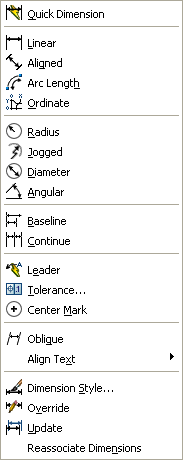 Quick Dimension
Linear
Aligned
Arc Length
Ordinate
Radius
Jogged
Diameter
Angular
Baseline
Continue
Leader
Tolerance...
Center Mark
Oblique
Align Text
Dimension Style...
Override
Update
Reassociate Dimensions